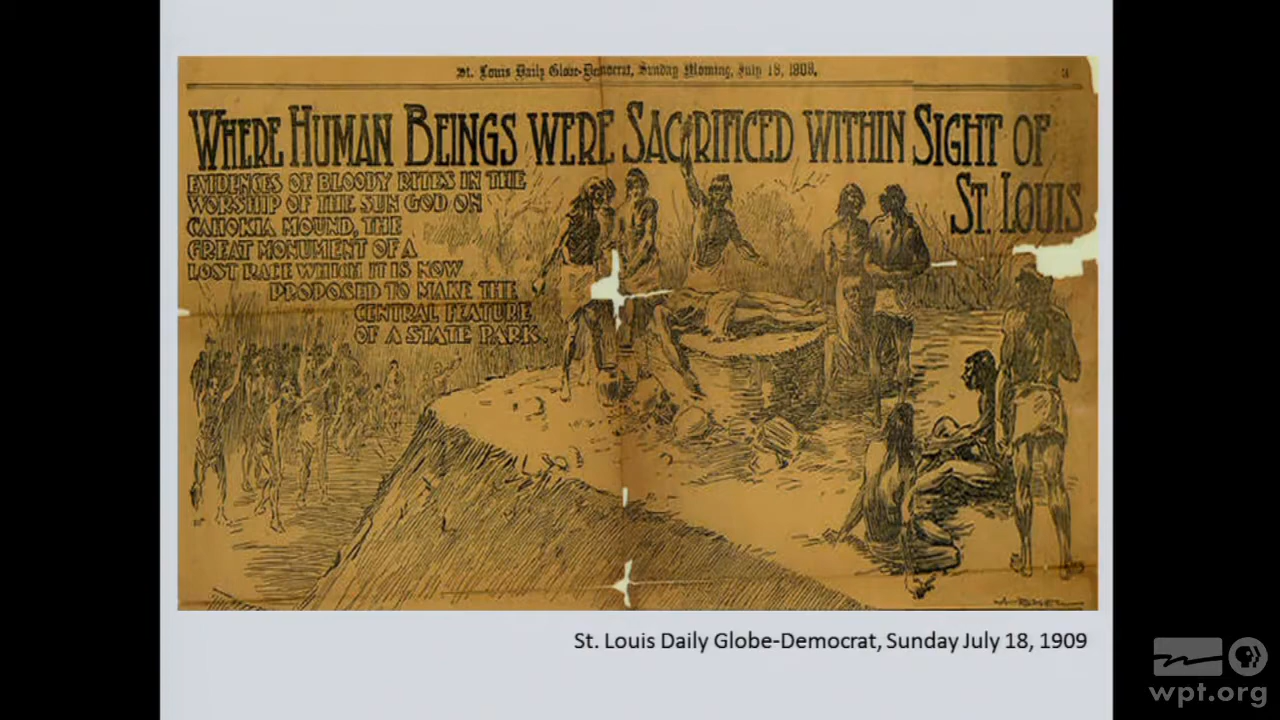 St. Louis Daily Globe-Democrat, Sunday Morning, July 18, 1909.
WHERE HUMAN BEINGS WERE SACRIFICED WITHIN SIGHT OF
ST. LOUIS
EVIDENCES OF BLOODY RITES IN THE
WORSHIP OF THE SUN GOD ON
CAHOKIA MOUND, THE
GREAT MONUMENT OF A
LOST RACE WHICH IT IS NOW
PROPOSED TO MAKE THE
CENTRAL FEATURE
OF A STATE PARK.
St. Louis Daily Globe-Democrat, Sunday July 18, 1909
wpt.org